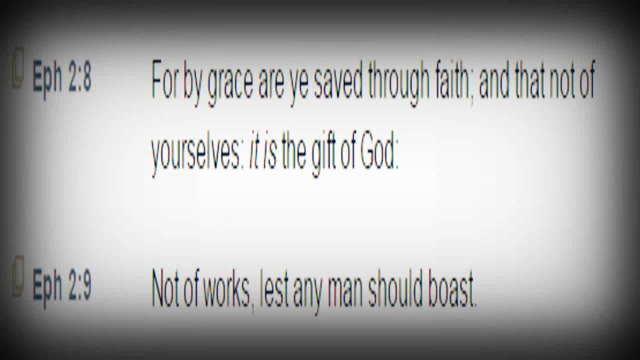 Eph 2:8 For by grace are ye saved through faith; and that not of
yourselves: it is the gift of God:
Eph 2:9 Not of works, lest any man should boast.